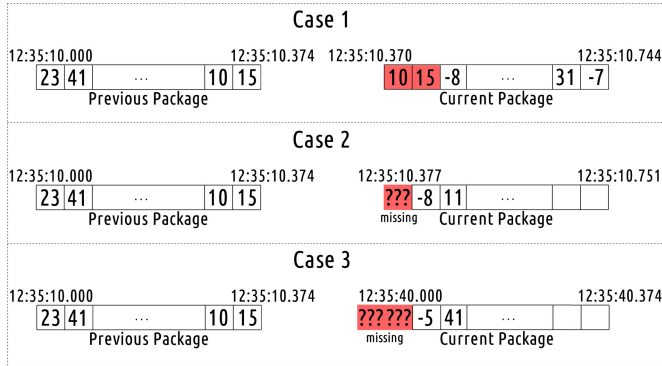 Case 1
12:35:10.000 12:35:10.374 12:35:10.370 12:35:10.744
23 41 ... 10 15 10 15 -8 ... 31 -7
Previous Package Current Package
Case 2
12:35:10.000 12:35:10.374 12:35:10.377 12:35:10.751
23 41 ... 10 15 ??? -8 11 ...
Previous Package missing Current Package
Case 3
12:35:10.000 12:35:10.374 12:35:40.000 12:35:40.374
23 41 ... 10 15 ??? ??? -5 41 ...
Previous Package missing Current Package